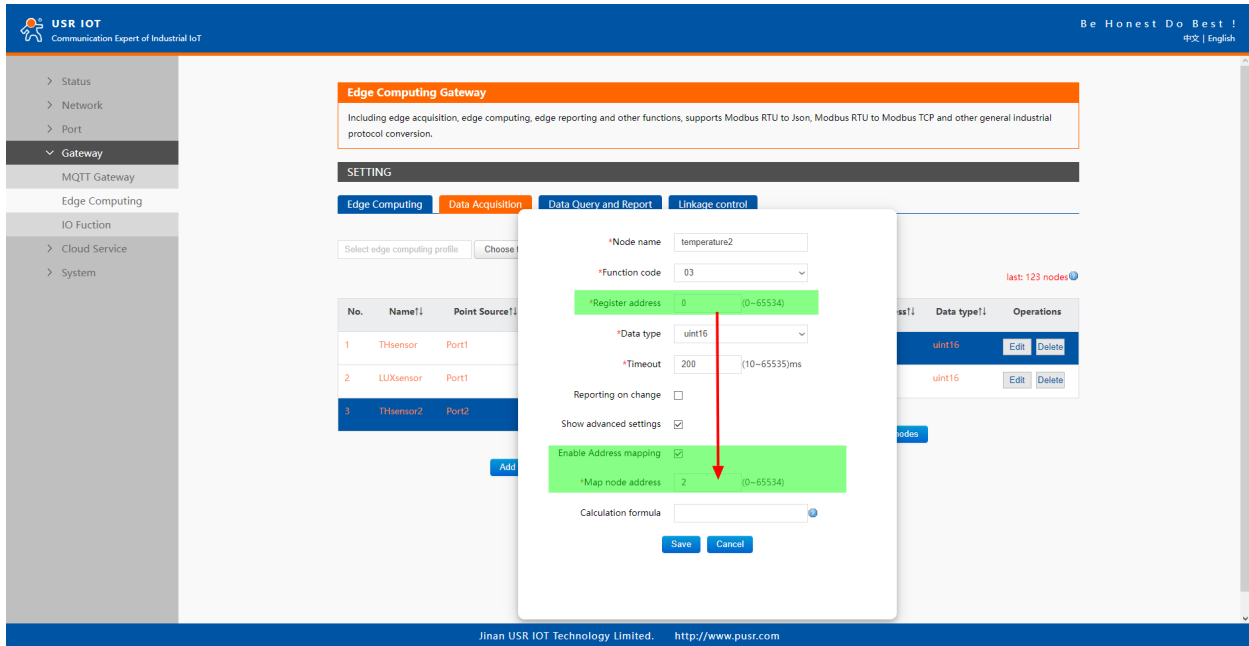 USR IOT
Communication Expert of Industrial IoT
Be Honest Do Best !
中文 | English
Status
Network
Port
Gateway
MQTT Gateway
Edge Computing
IO Fuction
Cloud Service
System
Edge Computing Gateway
Including edge acquisition, edge computing, edge reporting and other functions, supports Modbus RTU to Json, Modbus RTU to Modbus TCP and other general industrial
protocol conversion.
SETTING
Edge Computing Data Acquisition Data Query and Report Linkage control
Select edge computing profile Choose
last: 123 nodes
No. Name↑↓ Point Source↑↓ Data type↑↓ Operations
1 THsensor Port1 uint16 Edit Delete
2 LUXsensor Port1 uint16 Edit Delete
3 THsensor2 Port2
nodes
Add
*Node name temperature2
*Function code 03
*Register address 0 (0~65534)
*Data type uint16
*Timeout 200 (10~65535)ms
Reporting on change
Show advanced settings
Enable Address mapping
*Map node address 2 (0~65534)
Calculation formula
Save Cancel
Jinan USR IOT Technology Limited. http://www.pusr.com